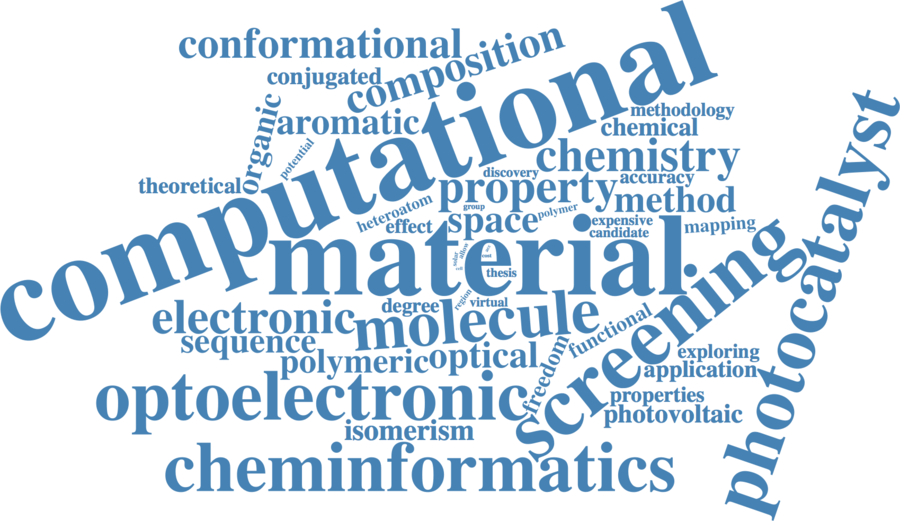 conformational
composition
computational
conjugated
organic
aromatic
potential
methodology
chemical
chemistry
photocatalyst
theoretical
discovery
accuracy
property
method
heteroatom
group
polymer
effect
space
expensive
candidate
mapping
material
thesis
screening
region
virtual
degree
molecule
functional
electronic
sequence
polymeric
optical
freedom
exploring
application
optoelectronic
properties
photovoltaic
isomerism
cheminformatics